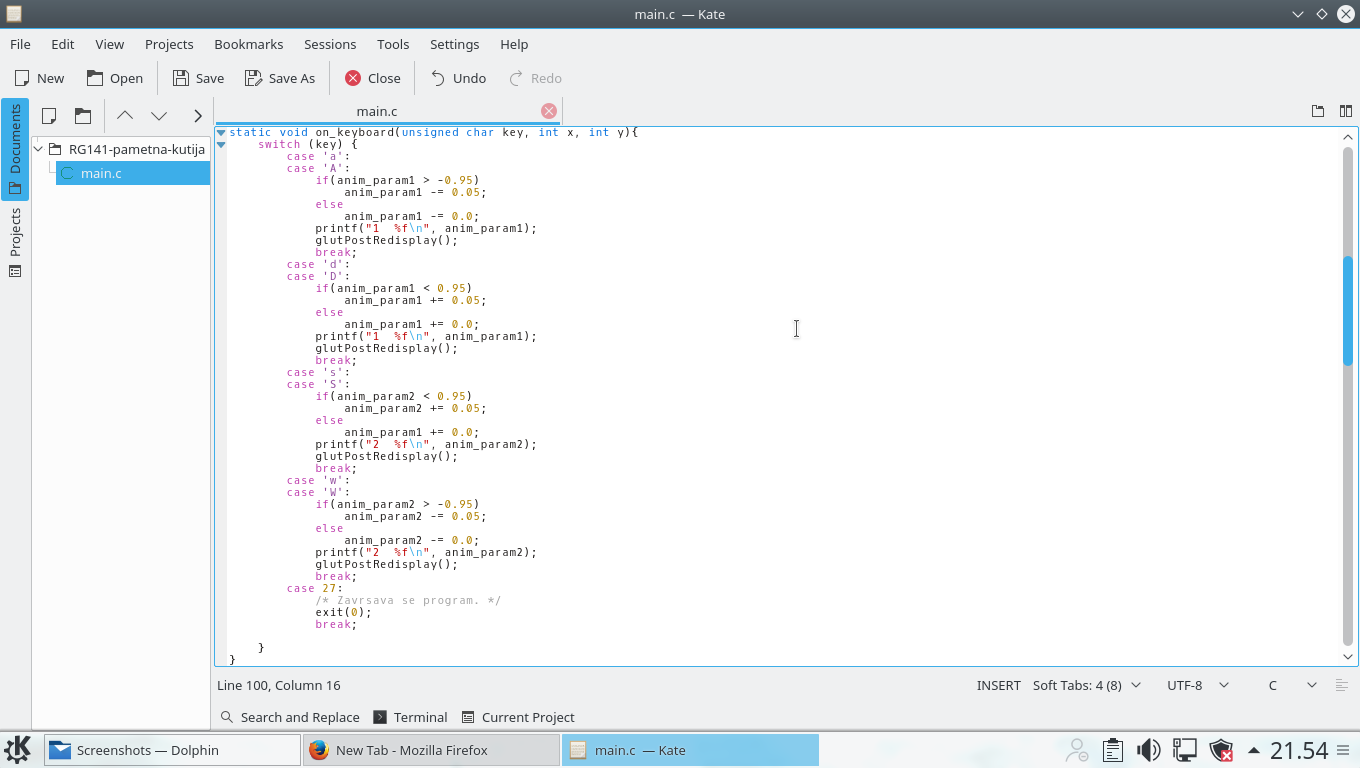 main.c — Kate
File Edit View Projects Bookmarks Sessions Tools Settings Help
New Open Save Save As Close Undo Redo
Documents
Projects
RG141-pametna-kutija
main.c
main.c
static void on_keyboard(unsigned char key, int x, int y){
    switch (key) {
        case 'a':
        case 'A':
            if(anim_param1 > -0.95)
                anim_param1 -= 0.05;
            else
                anim_param1 -= 0.0;
            printf("1  %f\n", anim_param1);
            glutPostRedisplay();
            break;
        case 'd':
        case 'D':
            if(anim_param1 < 0.95)
                anim_param1 += 0.05;
            else
                anim_param1 += 0.0;
            printf("1  %f\n", anim_param1);
            glutPostRedisplay();
            break;
        case 's':
        case 'S':
            if(anim_param2 < 0.95)
                anim_param2 += 0.05;
            else
                anim_param1 += 0.0;
            printf("2  %f\n", anim_param2);
            glutPostRedisplay();
            break;
        case 'w':
        case 'W':
            if(anim_param2 > -0.95)
                anim_param2 -= 0.05;
            else
                anim_param2 -= 0.0;
            printf("2  %f\n", anim_param2);
            glutPostRedisplay();
            break;
        case 27:
            /* Zavrsava se program. */
            exit(0);
            break;
    }
}
Line 100, Column 16 INSERT Soft Tabs: 4 (8) UTF-8 C
Search and Replace Terminal Current Project
Screenshots — Dolphin New Tab - Mozilla Firefox main.c — Kate 21.54